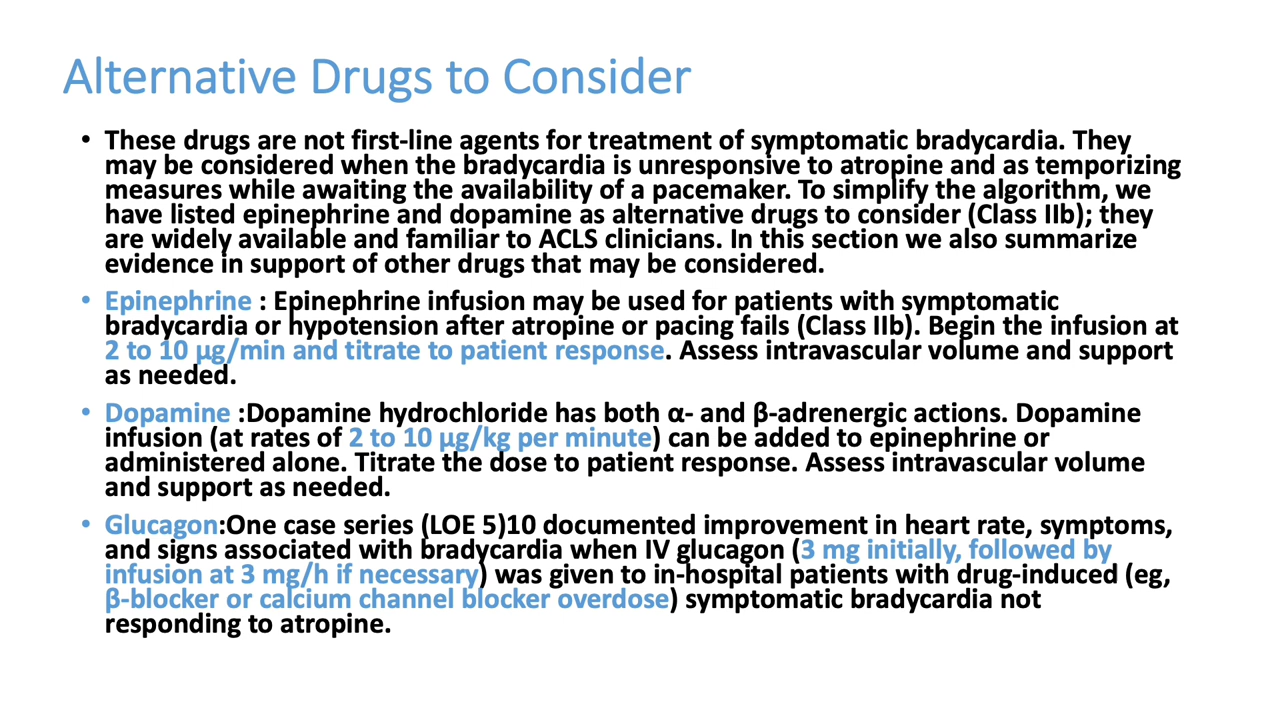 Alternative Drugs to Consider
• These drugs are not first-line agents for treatment of symptomatic bradycardia. They
may be considered when the bradycardia is unresponsive to atropine and as temporizing
measures while awaiting the availability of a pacemaker. To simplify the algorithm, we
have listed epinephrine and dopamine as alternative drugs to consider (Class IIb); they
are widely available and familiar to ACLS clinicians. In this section we also summarize
evidence in support of other drugs that may be considered.
• Epinephrine : Epinephrine infusion may be used for patients with symptomatic
bradycardia or hypotension after atropine or pacing fails (Class IIb). Begin the infusion at
2 to 10 μg/min and titrate to patient response. Assess intravascular volume and support
as needed.
• Dopamine :Dopamine hydrochloride has both α- and β-adrenergic actions. Dopamine
infusion (at rates of 2 to 10 μg/kg per minute) can be added to epinephrine or
administered alone. Titrate the dose to patient response. Assess intravascular volume
and support as needed.
• Glucagon:One case series (LOE 5)10 documented improvement in heart rate, symptoms,
and signs associated with bradycardia when IV glucagon (3 mg initially, followed by
infusion at 3 mg/h if necessary) was given to in-hospital patients with drug-induced (eg,
β-blocker or calcium channel blocker overdose) symptomatic bradycardia not
responding to atropine.